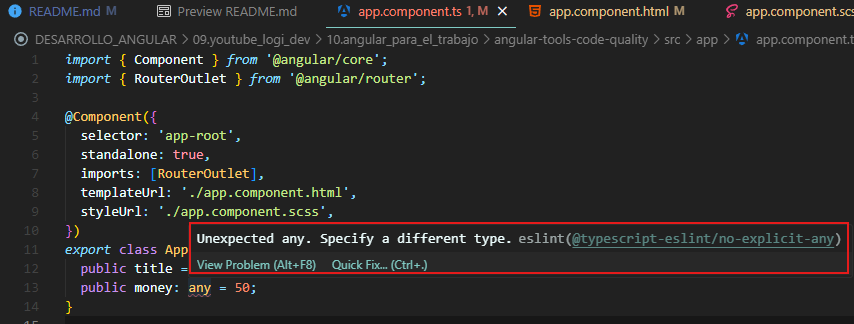 README.md M Preview README.md app.component.ts 1, M app.component.html M app.component.scs
DESARROLLO_ANGULAR > 09.youtube_logi_dev > 10.angular_para_el_trabajo > angular-tools-code-quality > src > app > app.component.t
1 import { Component } from '@angular/core';
2 import { RouterOutlet } from '@angular/router';
3
4 @Component({
5 selector: 'app-root',
6 standalone: true,
7 imports: [RouterOutlet],
8 templateUrl: './app.component.html',
9 styleUrl: './app.component.scss',
10 })
Unexpected any. Specify a different type. eslint(@typescript-eslint/no-explicit-any)
11 export class App
12 public title =
View Problem (Alt+F8) Quick Fix... (Ctrl+.)
13 public money: any = 50;
14 }
15